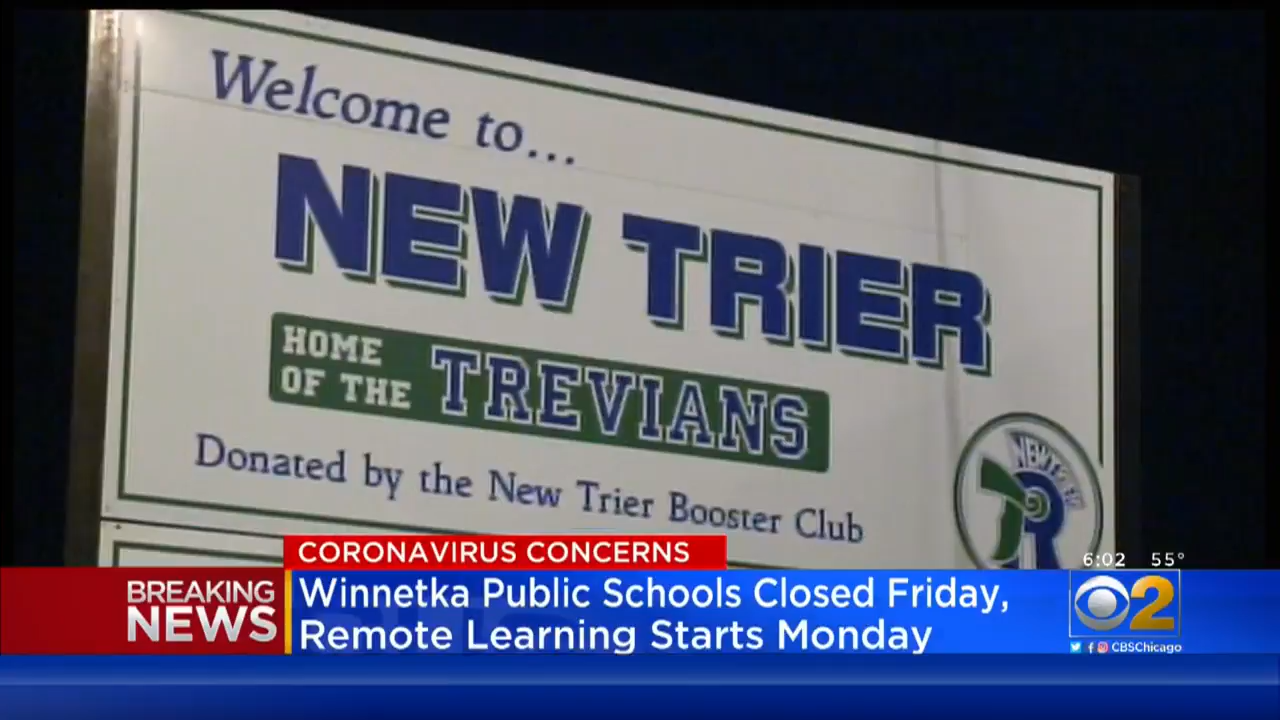 Welcome to...
NEW TRIER
HOME
OF THE
TREVIANS
Donated by the New Trier Booster Club
CORONAVIRUS CONCERNS
BREAKING
NEWS
Winnetka Public Schools Closed Friday,
Remote Learning Starts Monday
6:02 55°
2
CBSChicago